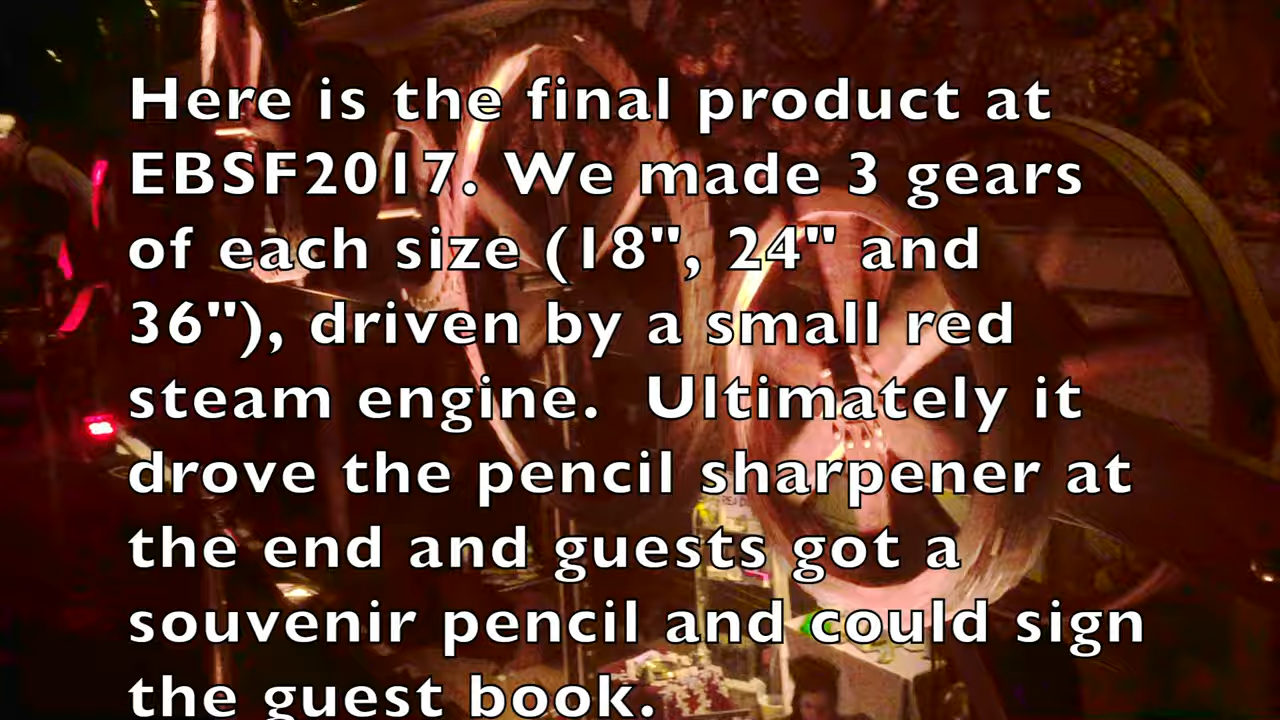 Here is the final product at
EBSF2017. We made 3 gears
of each size (18", 24" and
36"), driven by a small red
steam engine.  Ultimately it
drove the pencil sharpener at
the end and guests got a
souvenir pencil and could sign
the guest book.